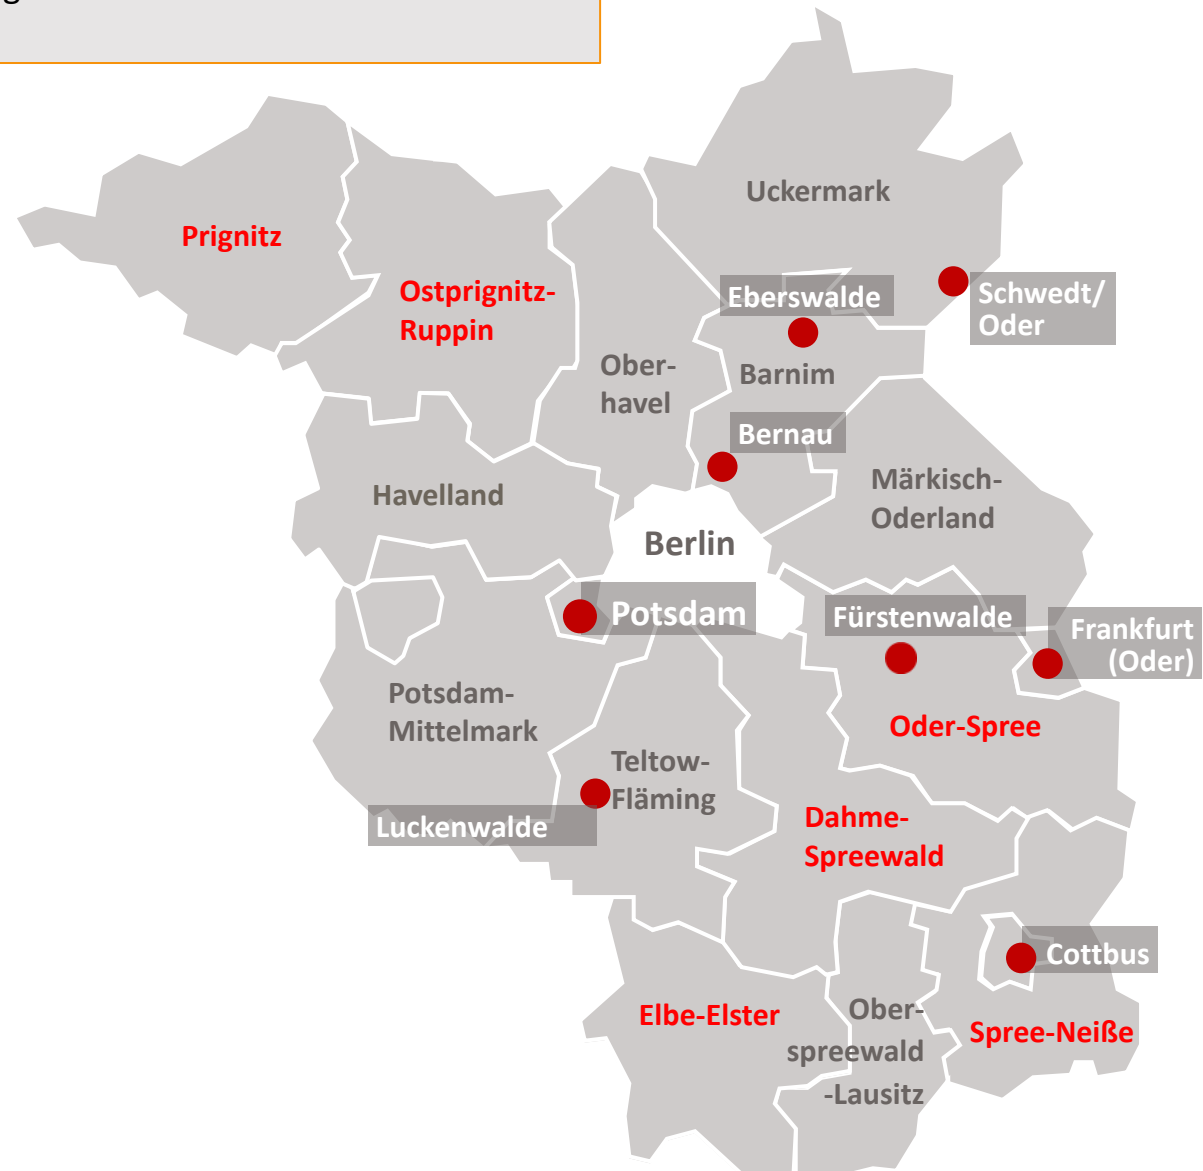 g
Uckermark
Prignitz
Ostprignitz-
Ruppin
Eberswalde
Schwedt/
Oder
Ober-
havel
Barnim
Bernau
Havelland
Märkisch-
Oderland
Berlin
Potsdam
Fürstenwalde
Frankfurt
(Oder)
Potsdam-
Mittelmark
Oder-Spree
Teltow-
Fläming
Luckenwalde
Dahme-
Spreewald
Cottbus
Elbe-Elster
Ober-
spreewald
-Lausitz
Spree-Neiße